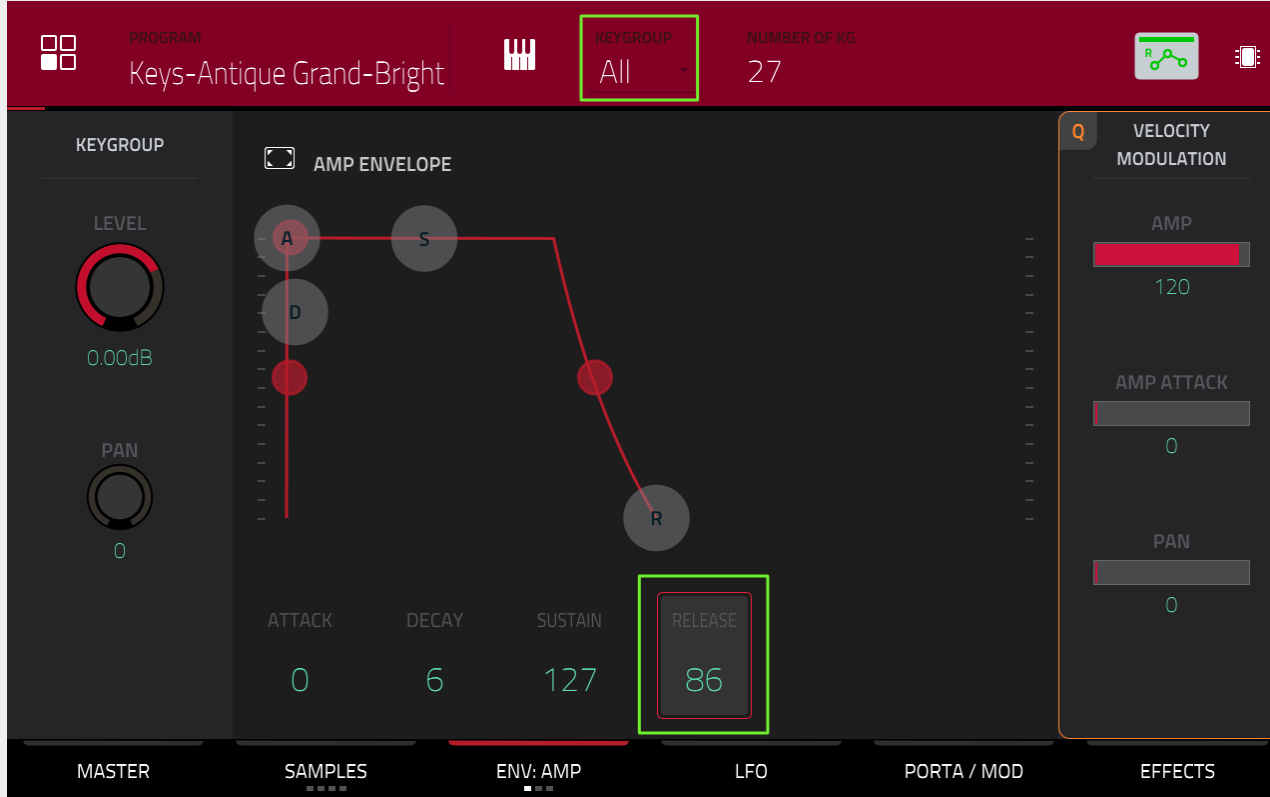 PROGRAM
Keys-Antique Grand-Bright
KEYGROUP
All
NUMBER OF KG
27
R
KEYGROUP
LEVEL
0.00dB
PAN
0
AMP ENVELOPE
A
S
D
R
ATTACK
DECAY
SUSTAIN
RELEASE
0
6
127
86
Q
VELOCITY
MODULATION
AMP
120
AMP ATTACK
0
PAN
0
MASTER
SAMPLES
ENV: AMP
LFO
PORTA / MOD
EFFECTS